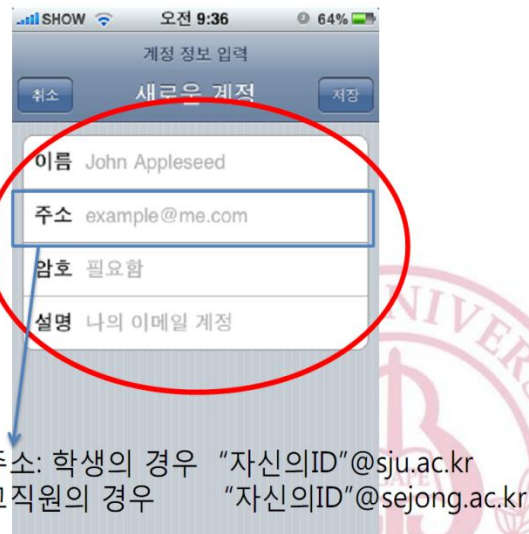 SHOW 오전 9:36 64%
계정 정보 입력
취소 새로운 계정 저장
이름 John Appleseed
주소 example@me.com
암호 필요함
설명 나의 이메일 계정
주소: 학생의 경우 "자신의ID"@sju.ac.kr
교직원의 경우 "자신의ID"@sejong.ac.kr